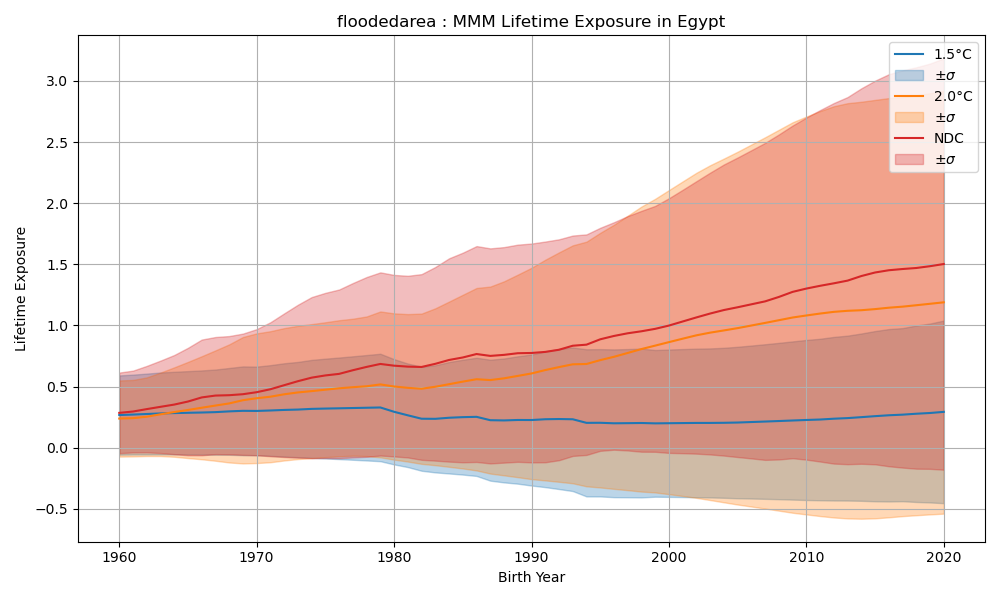 floodedarea : MMM Lifetime Exposure in Egypt
Lifetime Exposure
3.0
2.5
2.0
1.5
1.0
0.5
0.0
−0.5
1960 1970 1980 1990 2000 2010 2020
Birth Year
1.5°C
±σ
2.0°C
±σ
NDC
±σ